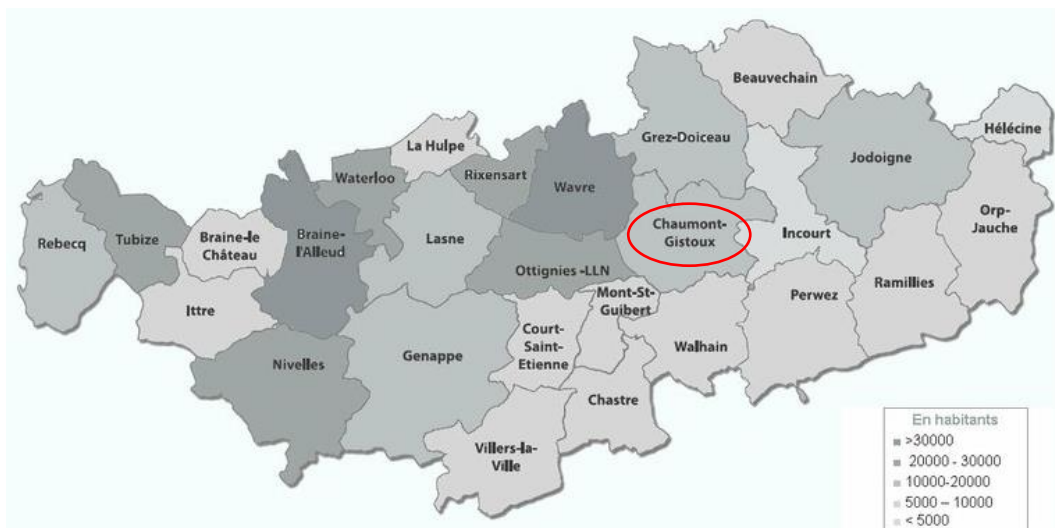 Beauvechain
Hélécine
Grez-Doiceau
La Hulpe
Jodoigne
Waterloo
Rixensart
Wavre
Orp-
Jauche
Chaumont-
Gistoux
Incourt
Rebecq
Tubize
Braine-le
Château
Braine-
l'Alleud
Lasne
Ottignies -LLN
Ramillies
Mont-St-
Guibert
Perwez
Ittre
Court-
Saint-
Etienne
Walhain
Genappe
Nivelles
Chastre
Villers-la-
Ville
En habitants
>30000
20000 - 30000
10000-20000
5000 – 10000
< 5000